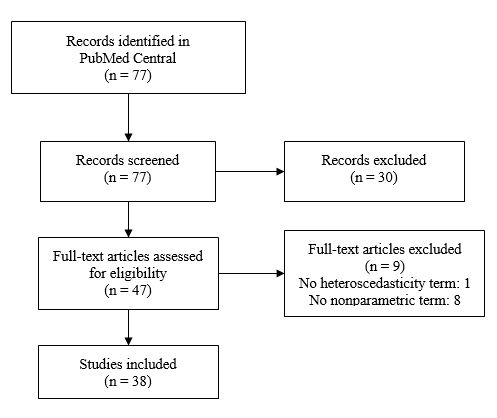 Records identified in
PubMed Central
(n = 77)
Records screened
(n = 77)
Records excluded
(n = 30)
Full-text articles assessed
for eligibility
(n = 47)
Full-text articles excluded
(n = 9)
No heteroscedasticity term: 1
No nonparametric term: 8
Studies included
(n = 38)